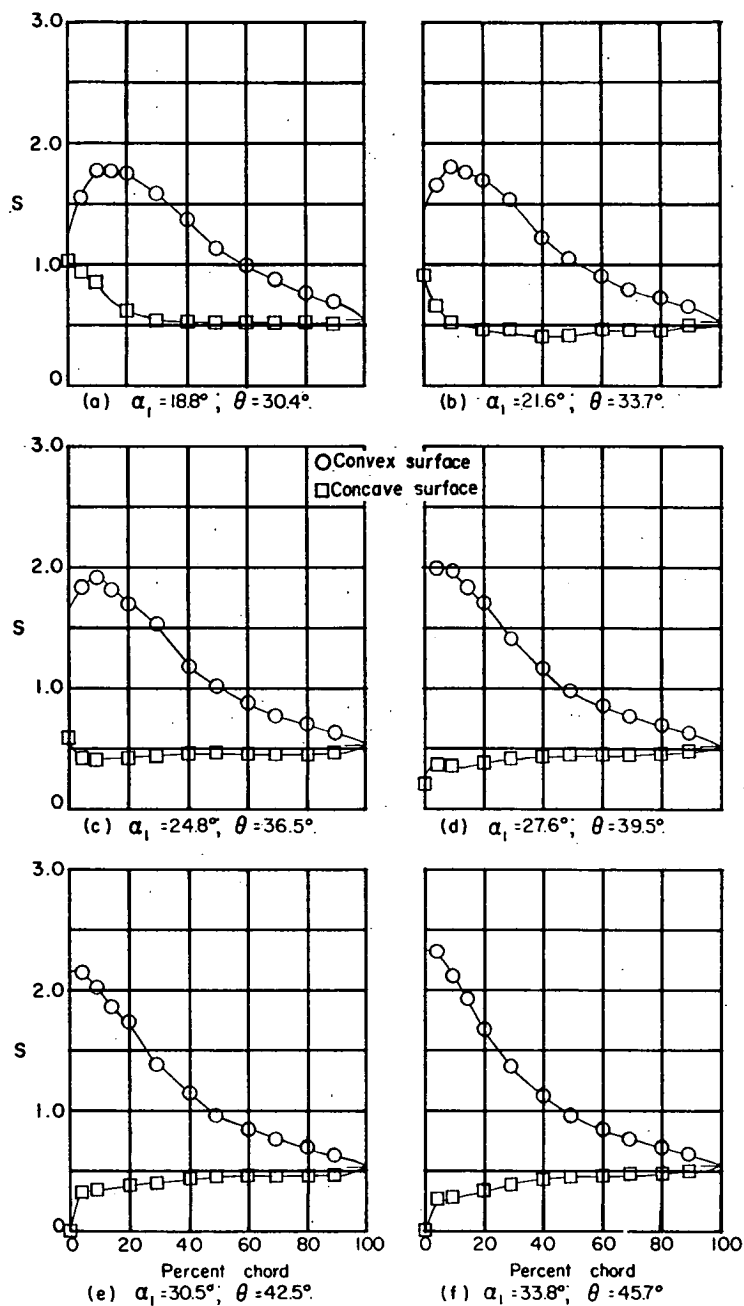 3.0
2.0
S
1.0
0
(a) α₁ =18.8°; θ =30.4°.
(b) α₁ =21.6°; θ =33.7°.
3.0
Convex surface
Concave surface
2.0
S
1.0
0
(c) α₁ =24.8°; θ =36.5°.
(d) α₁ =27.6°; θ =39.5°.
3.0
2.0
S
1.0
0
0 20 40 60 80 100
0 20 40 60 80 100
Percent chord
Percent chord
(e) α₁ =30.5°; θ =42.5°.
(f) α₁ =33.8°; θ =45.7°